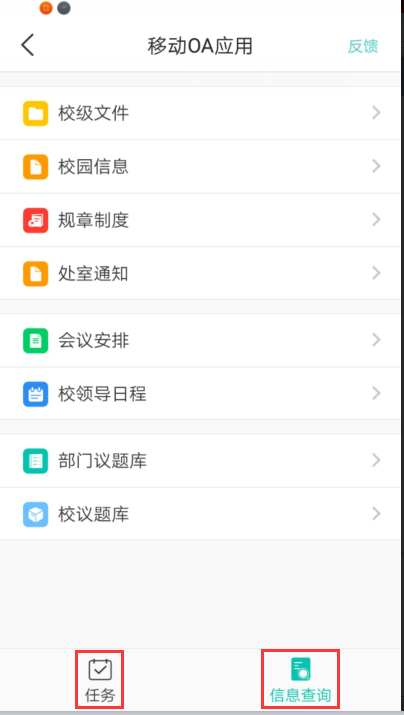 移动OA应用
反馈
校级文件
校园信息
规章制度
处室通知
会议安排
校领导日程
部门议题库
校议题库
任务
信息查询